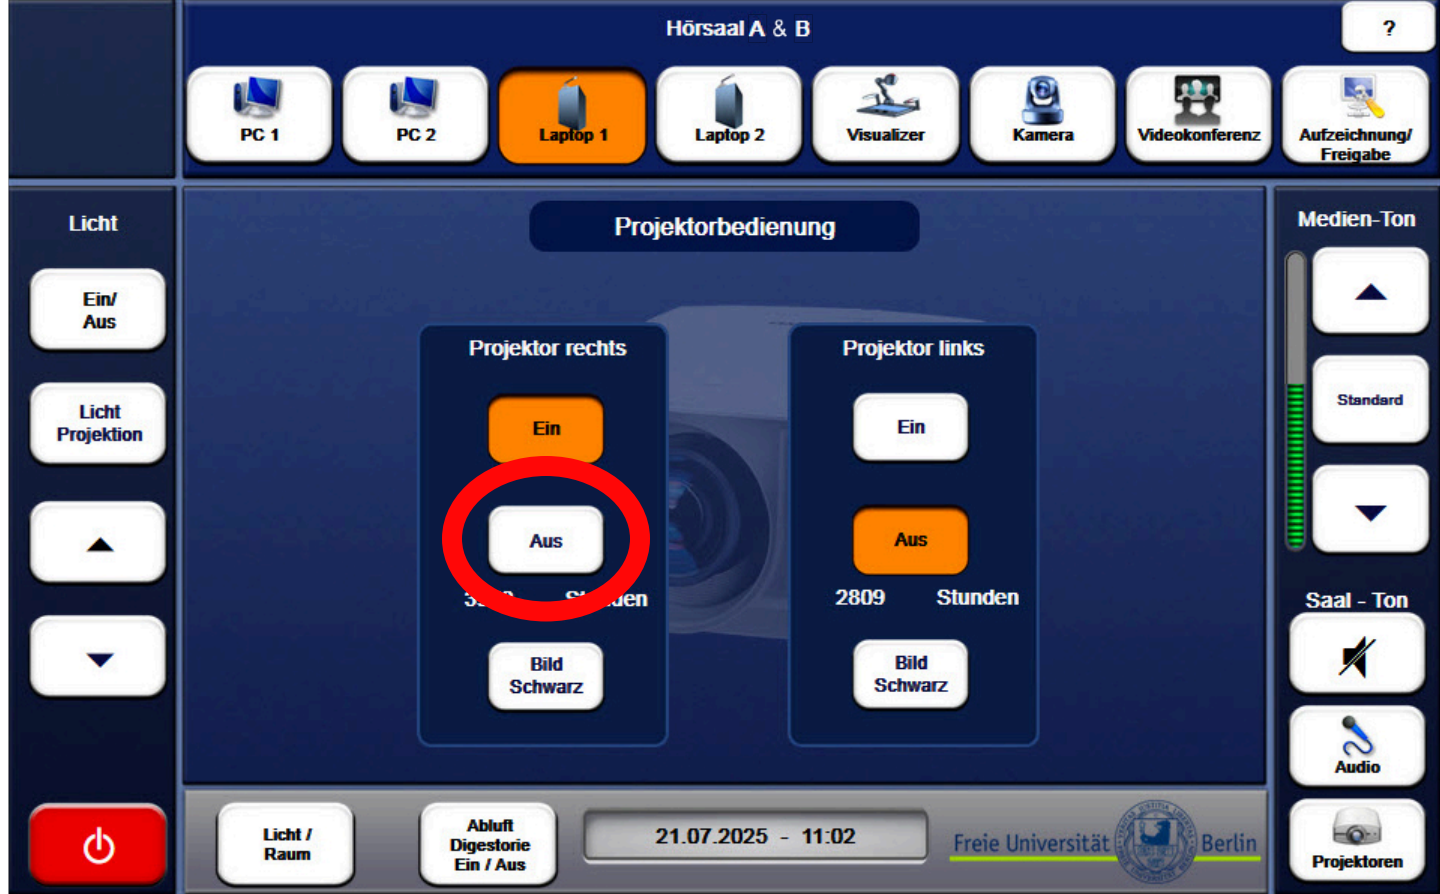 Hörsaal A & B
?
PC 1
PC 2
Laptop 1
Laptop 2
Visualizer
Kamera
Videokonferenz
Aufzeichnung/
Freigabe
Licht
Ein/
Aus
Licht
Projektion
Projektorbedienung
Projektor rechts
Ein
Aus
Stunden
Bild
Schwarz
Projektor links
Ein
Aus
2809 Stunden
Bild
Schwarz
Medien-Ton
Standard
Saal - Ton
Audio
Projektoren
Licht /
Raum
Abluft
Digestorie
Ein / Aus
21.07.2025 - 11:02
Freie Universität Berlin